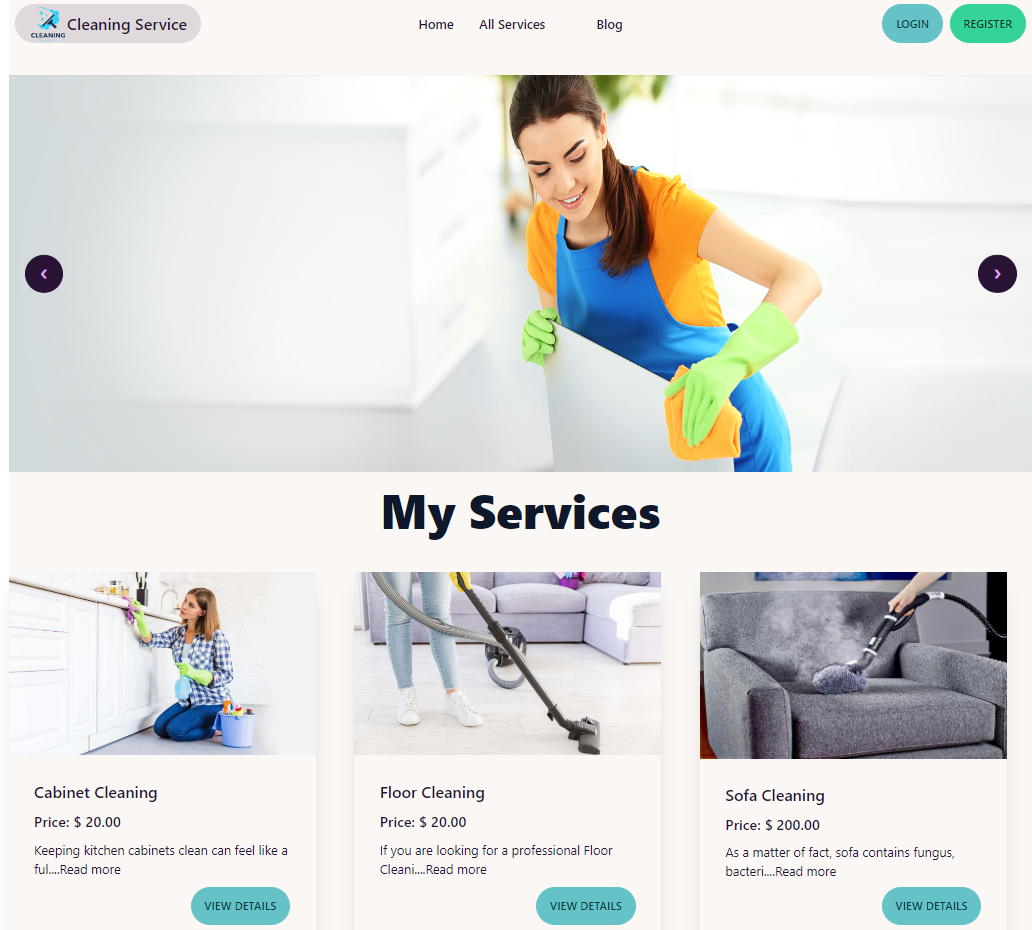 CLEANING
Cleaning Service
Home
All Services
Blog
LOGIN
REGISTER
‹
›
My Services
Cabinet Cleaning
Price: $ 20.00
Keeping kitchen cabinets clean can feel like a
ful....Read more
VIEW DETAILS
Floor Cleaning
Price: $ 20.00
If you are looking for a professional Floor
Cleani....Read more
VIEW DETAILS
Sofa Cleaning
Price: $ 200.00
As a matter of fact, sofa contains fungus,
bacteri....Read more
VIEW DETAILS